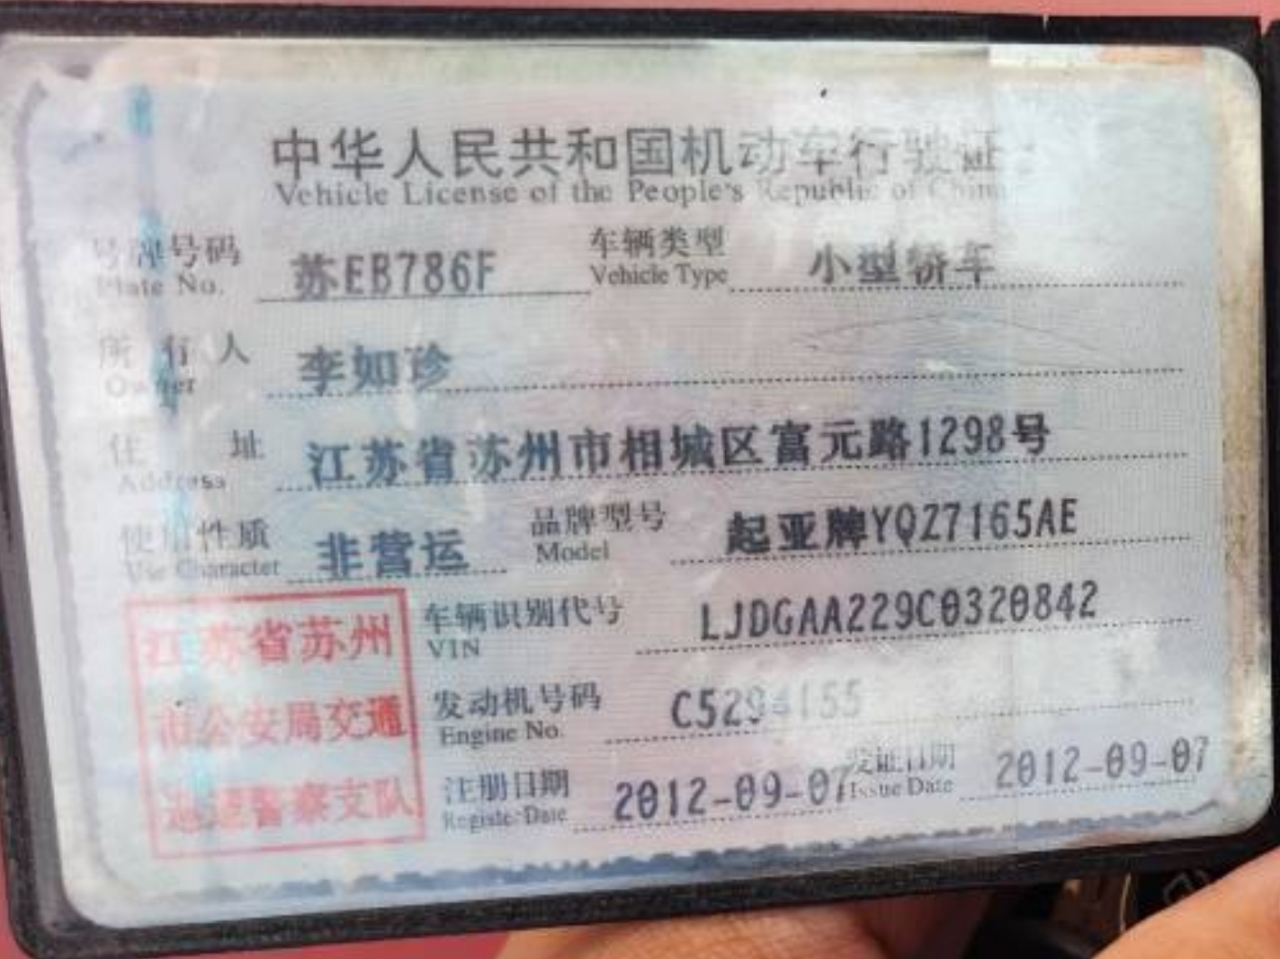 中华人民共和国机动车行驶证
Vehicle License of the People's Republic of China
号牌号码 苏EB786F 车辆类型 小型轿车
Plate No. Vehicle Type
所有人 李如珍
Owner
住址 江苏省苏州市相城区富元路1298号
Address
使用性质 非营运 品牌型号 起亚牌YQZ7165AE
Use Character Model
江苏省苏州
市公安局交通
巡逻警察支队
车辆识别代号 LJDGAA229C0320842
VIN
发动机号码 C5294155
Engine No.
注册日期 2012-09-07 发证日期 2012-09-07
Register Date Issue Date